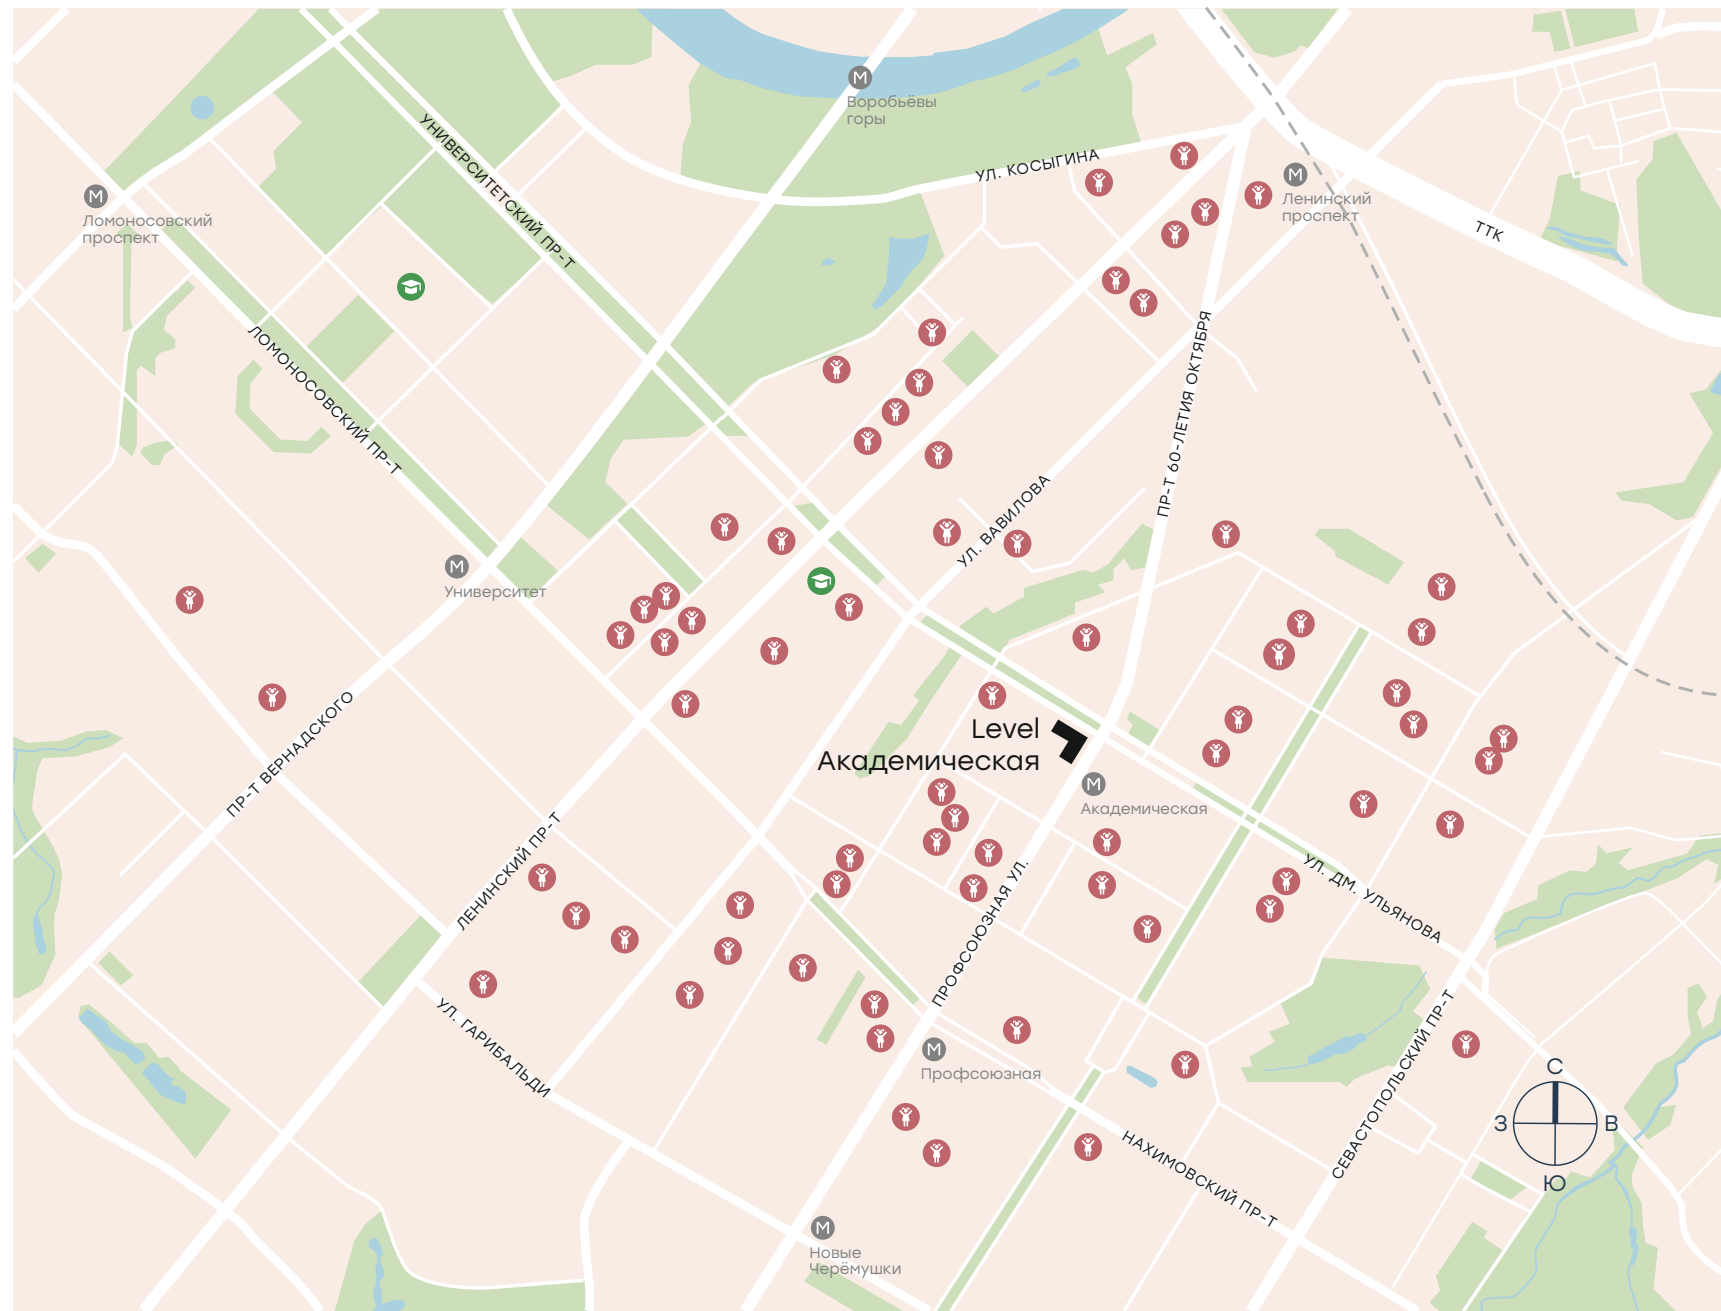 М
Воробьёвы
горы
УНИВЕРСИТЕТСКИЙ ПР-Т
УЛ. КОСЫГИНА
М
Ленинский
проспект
М
Ломоносовский
проспект
ТТК
ЛОМОНОСОВСКИЙ ПР-Т
ПР-Т 60-ЛЕТИЯ ОКТЯБРЯ
УЛ. ВАВИЛОВА
М
Университет
ПР-Т ВЕРНАДСКОГО
Level
Академическая
М
Академическая
ЛЕНИНСКИЙ ПР-Т
УЛ. ДМ. УЛЬЯНОВА
ПРОФСОЮЗНАЯ УЛ.
УЛ. ГАРИБАЛЬДИ
М
Профсоюзная
СЕВАСТОПОЛЬСКИЙ ПР-Т
С
З
В
Ю
НАХИМОВСКИЙ ПР-Т
М
Новые
Черёмушки